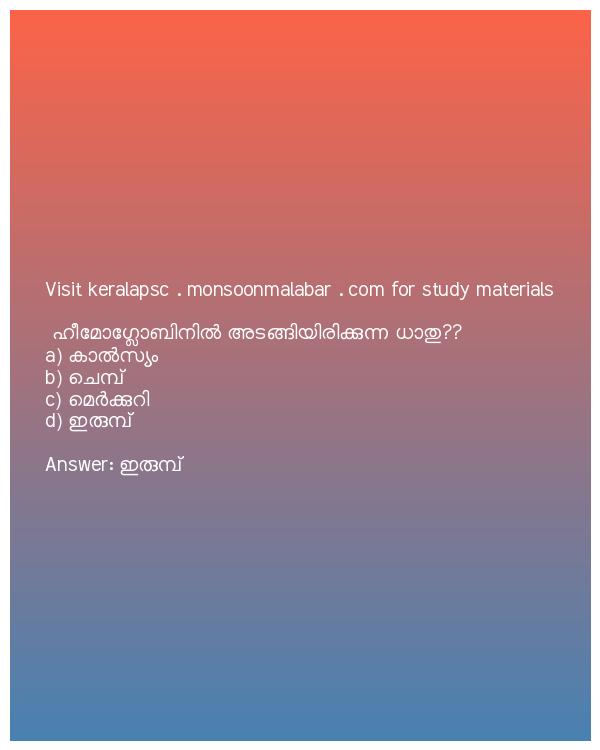 Visit keralapsc . monsoonmalabar . com for study materials
ഹീമോഗ്ലോബിനിൽ അടങ്ങിയിരിക്കുന്ന ധാതു??
a) കാൽസ്യം
b) ചെമ്പ്
c) മെർക്കുറി
d) ഇരുമ്പ്
Answer: ഇരുമ്പ്